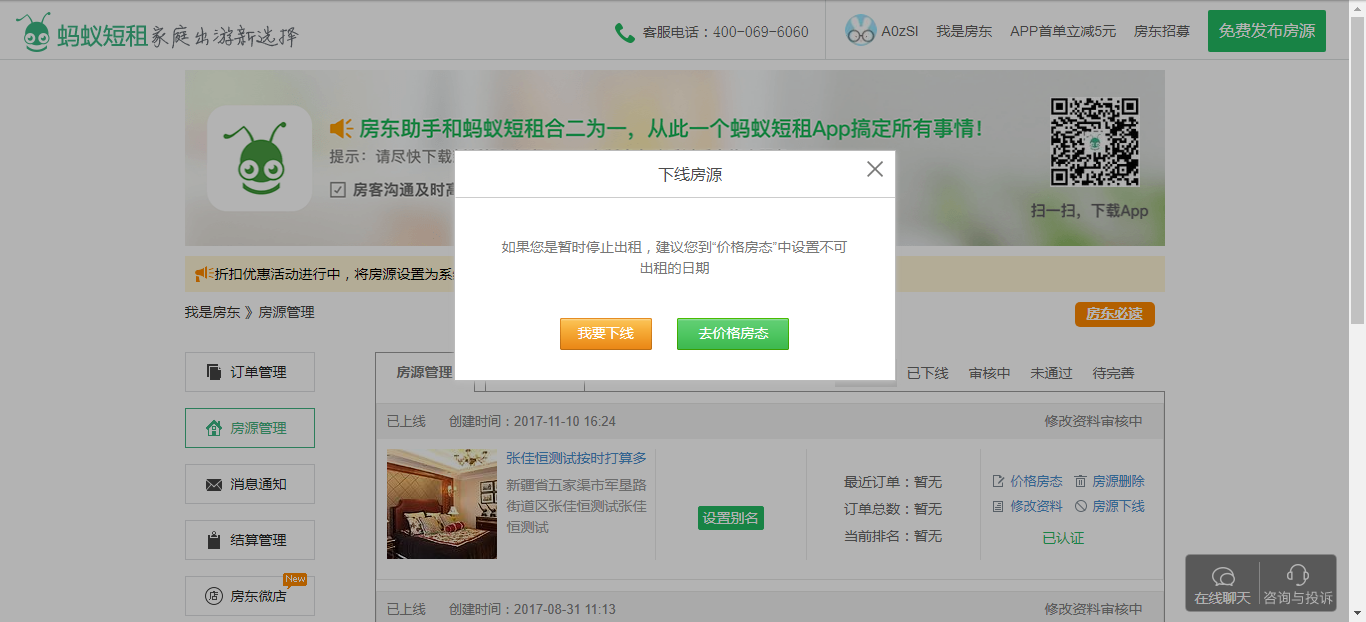 蚂蚁短租家庭出游新选择
客服电话：400-069-6060
A0zSI
我是房东
APP首单立减5元
房东招募
免费发布房源
房东助手和蚂蚁短租合二为一，从此一个蚂蚁短租App搞定所有事情！
提示：请尽快下载
房客沟通及时高
扫一扫，下载App
折扣优惠活动进行中，将房源设置为系
我是房东 》房源管理
房东必读
下线房源
如果您是暂时停止出租，建议您到“价格房态”中设置不可
出租的日期
我要下线
去价格房态
订单管理
房源管理
消息通知
结算管理
房东微店
店
New
房源管理
已下线
审核中
未通过
待完善
已上线
创建时间：2017-11-10 16:24
修改资料审核中
张佳恒测试按时打算多
新疆省五家渠市军垦路
街道区张佳恒测试张佳
恒测试
设置别名
最近订单：暂无
订单总数：暂无
当前排名：暂无
价格房态
房源删除
修改资料
房源下线
已认证
已上线
创建时间：2017-08-31 11:13
修改资料审核中
在线聊天
咨询与投诉